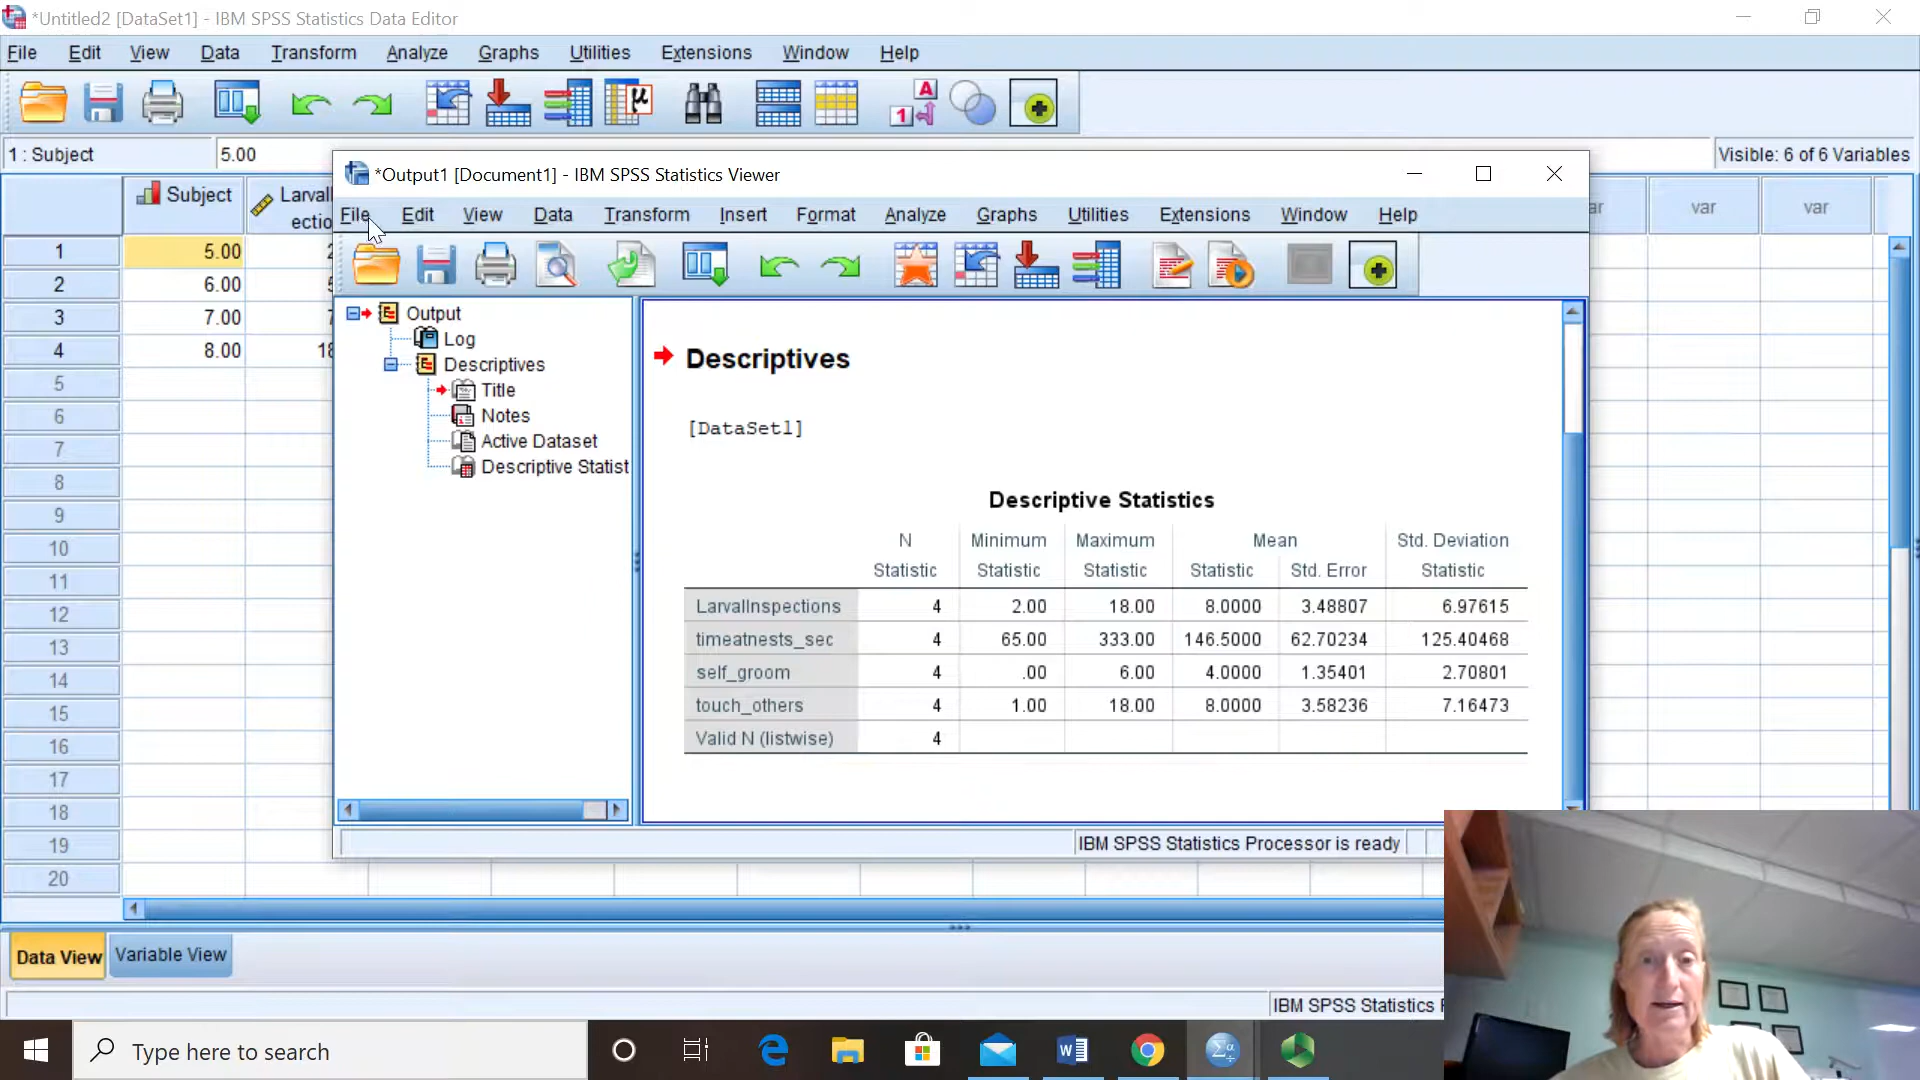 *Untitled2 [DataSet1] - IBM SPSS Statistics Data Editor
File Edit View Data Transform Analyze Graphs Utilities Extensions Window Help
1 : Subject 5.00 Visible: 6 of 6 Variables
Subject
var var
1 5.00
2 6.00
3 7.00
4 8.00
5
6
7
8
9
10
11
12
13
14
15
16
17
18
19
20
*Output1 [Document1] - IBM SPSS Statistics Viewer
File Edit View Data Transform Insert Format Analyze Graphs Utilities Extensions Window Help
Output
Log
Descriptives
Title
Notes
Active Dataset
Descriptive Statist
Descriptives
[DataSet1]
Descriptive Statistics
N Minimum Maximum Mean Std. Deviation
Statistic Statistic Statistic Statistic Std. Error Statistic
LarvalInspections 4 2.00 18.00 8.0000 3.48807 6.97615
timeatnests_sec 4 65.00 333.00 146.5000 62.70234 125.40468
self_groom 4 .00 6.00 4.0000 1.35401 2.70801
touch_others 4 1.00 18.00 8.0000 3.58236 7.16473
Valid N (listwise) 4
IBM SPSS Statistics Processor is ready
Data View Variable View
IBM SPSS Statistics
Type here to search